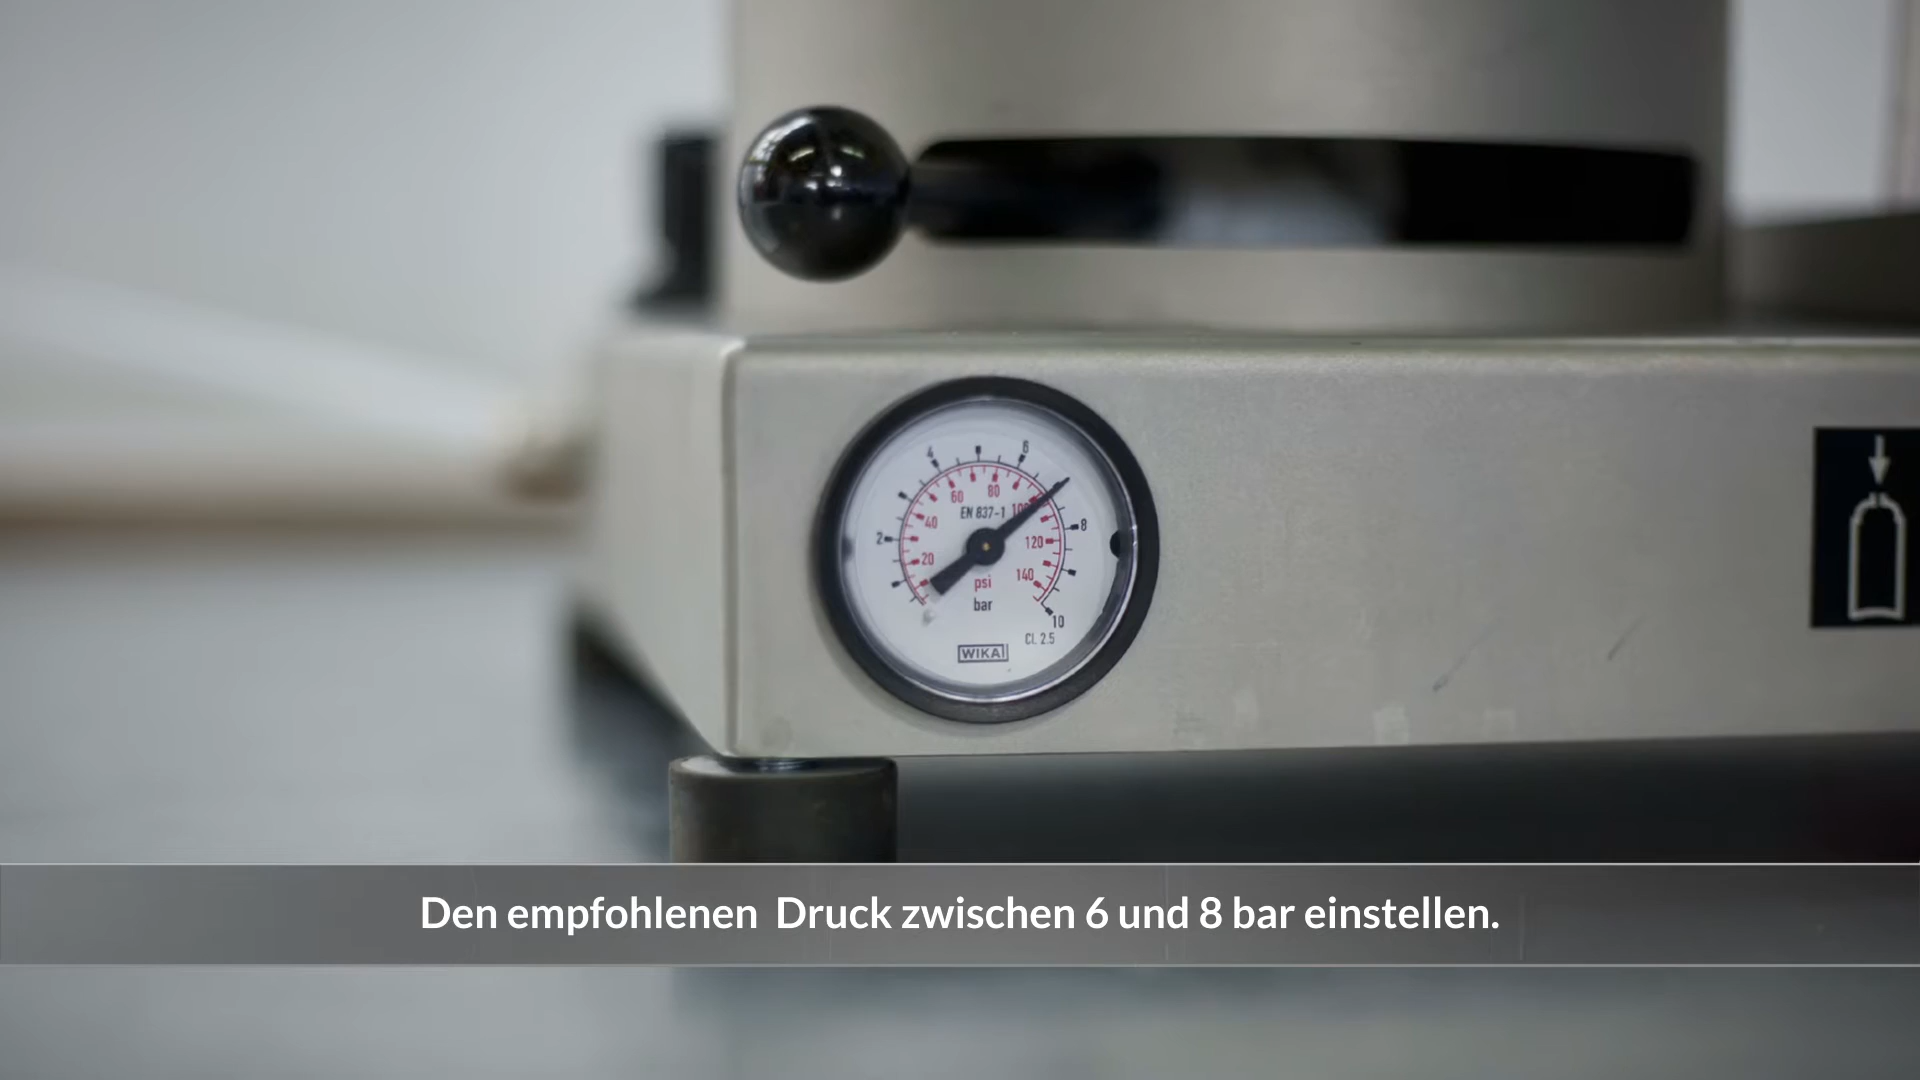 4
6
60
80
40
EN 837-1
100
2
8
120
20
psi
140
bar
10
CL 2.5
WIKA
Den empfohlenen Druck zwischen 6 und 8 bar einstellen.